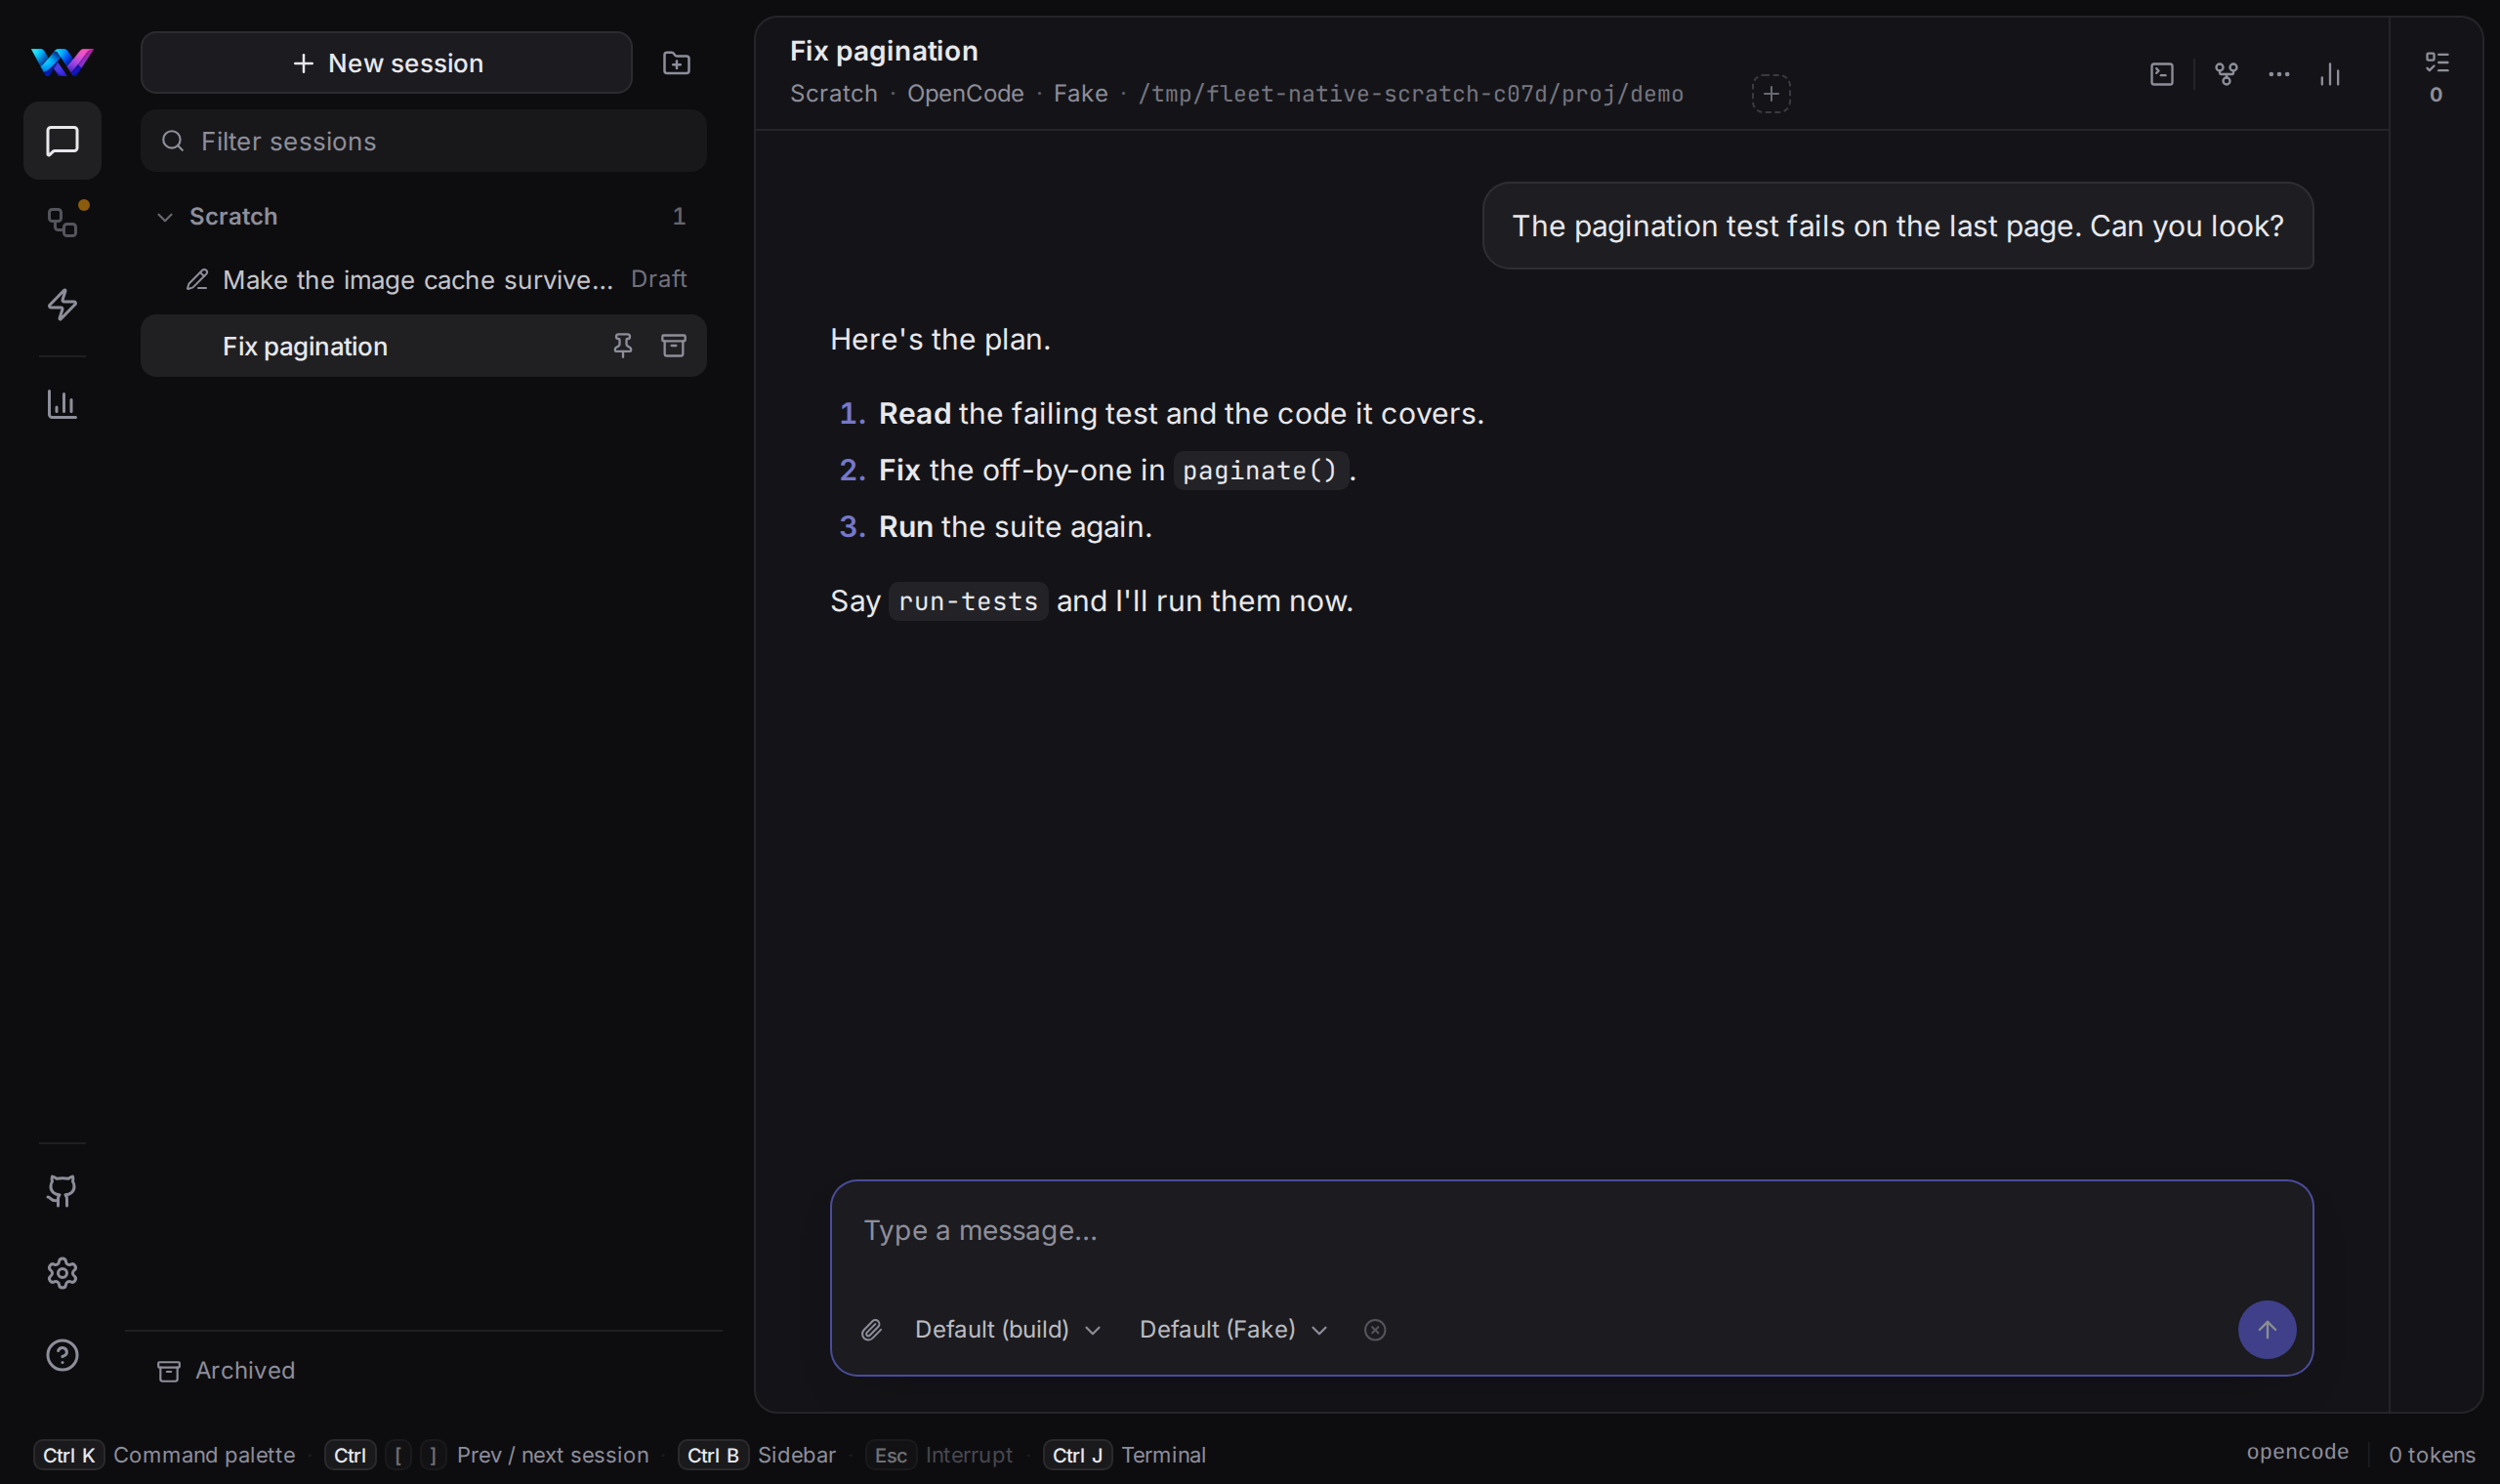 New session
Filter sessions
Scratch 1
Make the image cache survive... Draft
Fix pagination
Archived
Fix pagination
Scratch · OpenCode · Fake · /tmp/fleet-native-scratch-c07d/proj/demo
0
The pagination test fails on the last page. Can you look?
Here's the plan.
1. Read the failing test and the code it covers.
2. Fix the off-by-one in paginate().
3. Run the suite again.
Say run-tests and I'll run them now.
Type a message...
Default (build) Default (Fake)
Ctrl K Command palette · Ctrl [ ] Prev / next session · Ctrl B Sidebar · Esc Interrupt · Ctrl J Terminal
opencode 0 tokens